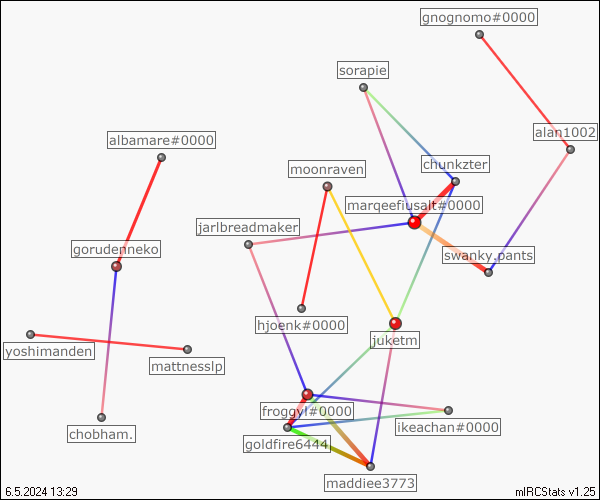 gnognomo#0000
sorapie
alan1002
albamare#0000
chunkzter
moonraven
marqeefiusalt#0000
jarlbreadmaker
gorudenneko
swanky.pants
hjoenk#0000
juketm
yoshimanden
mattnesslp
froggyl#0000
ikeachan#0000
chobham.
goldfire6444
maddiee3773
6.5.2024 13:29
mIRCStats v1.25